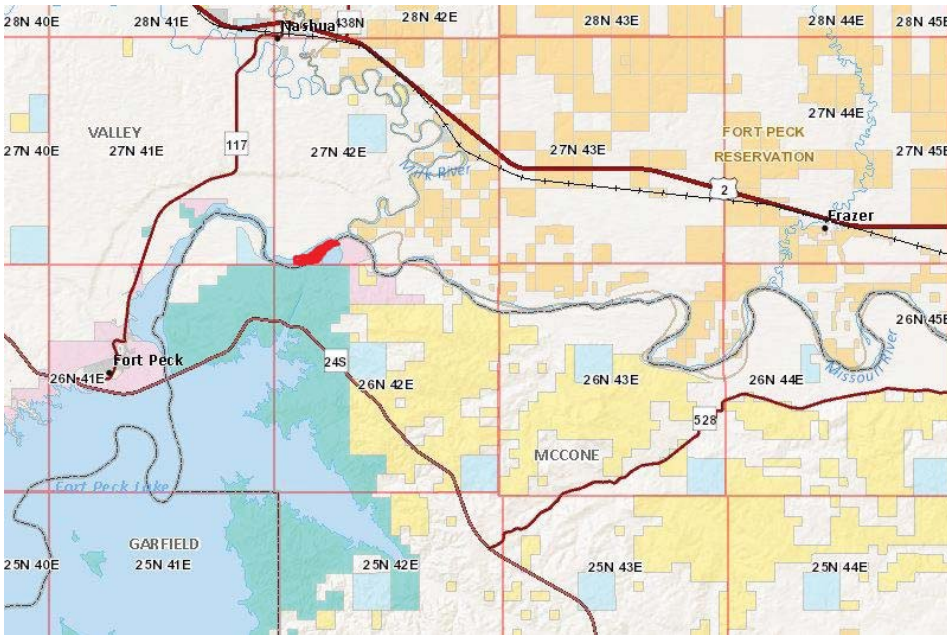 28N 40E
28N 41E
438N
28N 42E
28N 43E
28N 44E
28N 45E
Nashua
VALLEY
117
27N 40E
27N 41E
27N 42E
Milk River
27N 43E
FORT PECK
RESERVATION
27N 44E
27N 45E
2
Frazer
Fort Peck
24S
26N 41E
26N 42E
26N 43E
26N 44E
26N 45E
Missouri River
528
MCCONE
Fort Peck Lake
GARFIELD
25N 40E
25N 41E
25N 42E
25N 43E
25N 44E